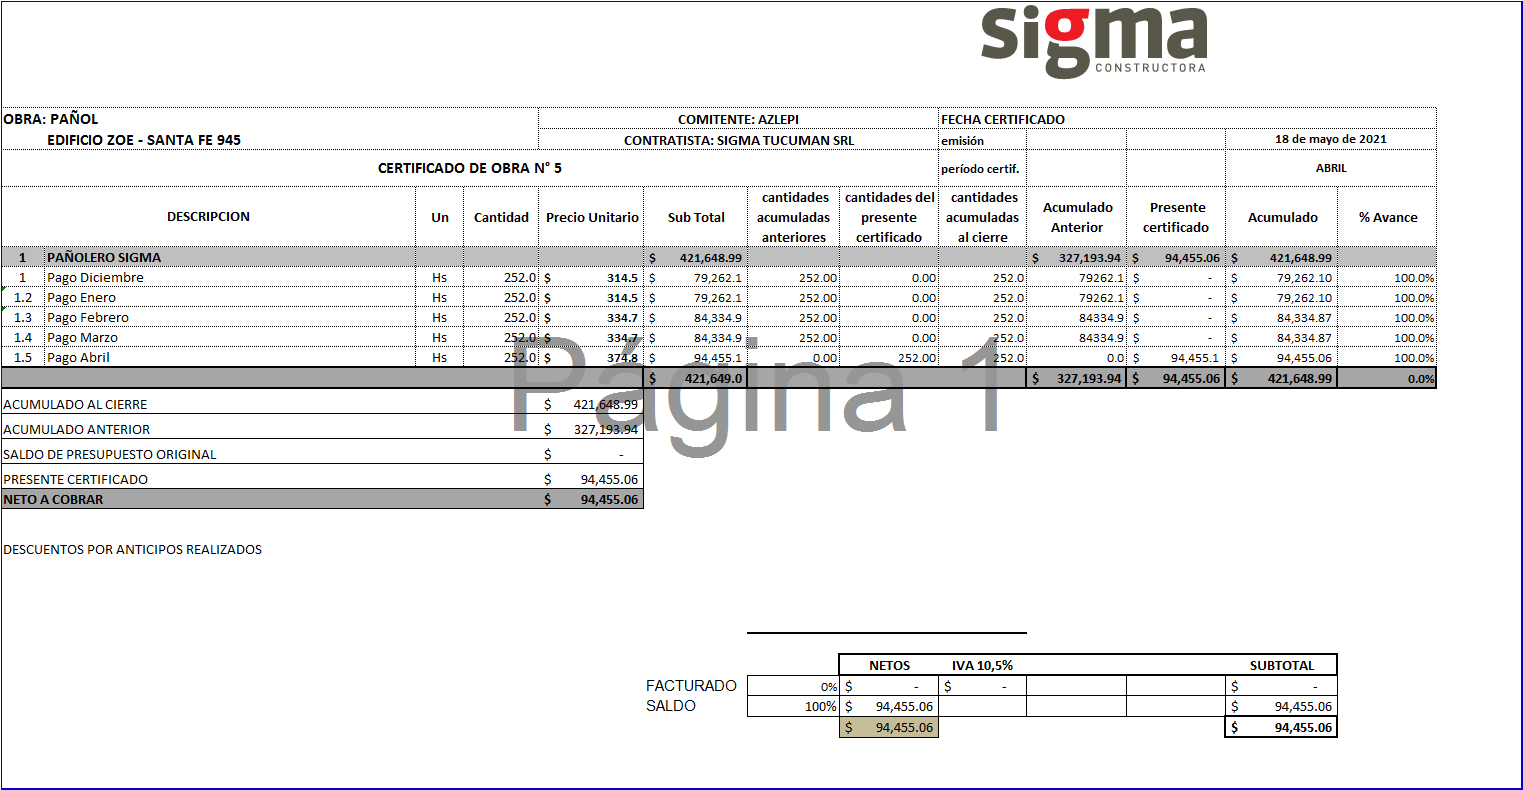 sigma
CONSTRUCTORA
OBRA: PAÑOL COMITENTE: AZLEPI FECHA CERTIFICADO
EDIFICIO ZOE - SANTA FE 945 CONTRATISTA: SIGMA TUCUMAN SRL emisión 18 de mayo de 2021
CERTIFICADO DE OBRA N° 5 período certif. ABRIL
DESCRIPCION Un Cantidad Precio Unitario Sub Total cantidades acumuladas anteriores cantidades del presente certificado cantidades acumuladas al cierre Acumulado Anterior Presente certificado Acumulado % Avance
1 PAÑOLERO SIGMA $ 421,648.99 $ 327,193.94 $ 94,455.06 $ 421,648.99
1 Pago Diciembre Hs 252.0 $ 314.5 $ 79,262.1 252.00 0.00 252.0 79262.1 $ - $ 79,262.10 100.0%
1.2 Pago Enero Hs 252.0 $ 314.5 $ 79,262.1 252.00 0.00 252.0 79262.1 $ - $ 79,262.10 100.0%
1.3 Pago Febrero Hs 252.0 $ 334.7 $ 84,334.9 252.00 0.00 252.0 84334.9 $ - $ 84,334.87 100.0%
1.4 Pago Marzo Hs 252.0 $ 334.7 $ 84,334.9 252.00 0.00 252.0 84334.9 $ - $ 84,334.87 100.0%
1.5 Pago Abril Hs 252.0 $ 374.8 $ 94,455.1 0.00 252.00 252.0 0.0 $ 94,455.1 $ 94,455.06 100.0%
$ 421,649.0 $ 327,193.94 $ 94,455.06 $ 421,648.99 0.0%
Página 1
ACUMULADO AL CIERRE $ 421,648.99
ACUMULADO ANTERIOR $ 327,193.94
SALDO DE PRESUPUESTO ORIGINAL $ -
PRESENTE CERTIFICADO $ 94,455.06
NETO A COBRAR $ 94,455.06
DESCUENTOS POR ANTICIPOS REALIZADOS
NETOS IVA 10,5% SUBTOTAL
FACTURADO 0% $ - $ - $ -
SALDO 100% $ 94,455.06 $ 94,455.06
$ 94,455.06 $ 94,455.06